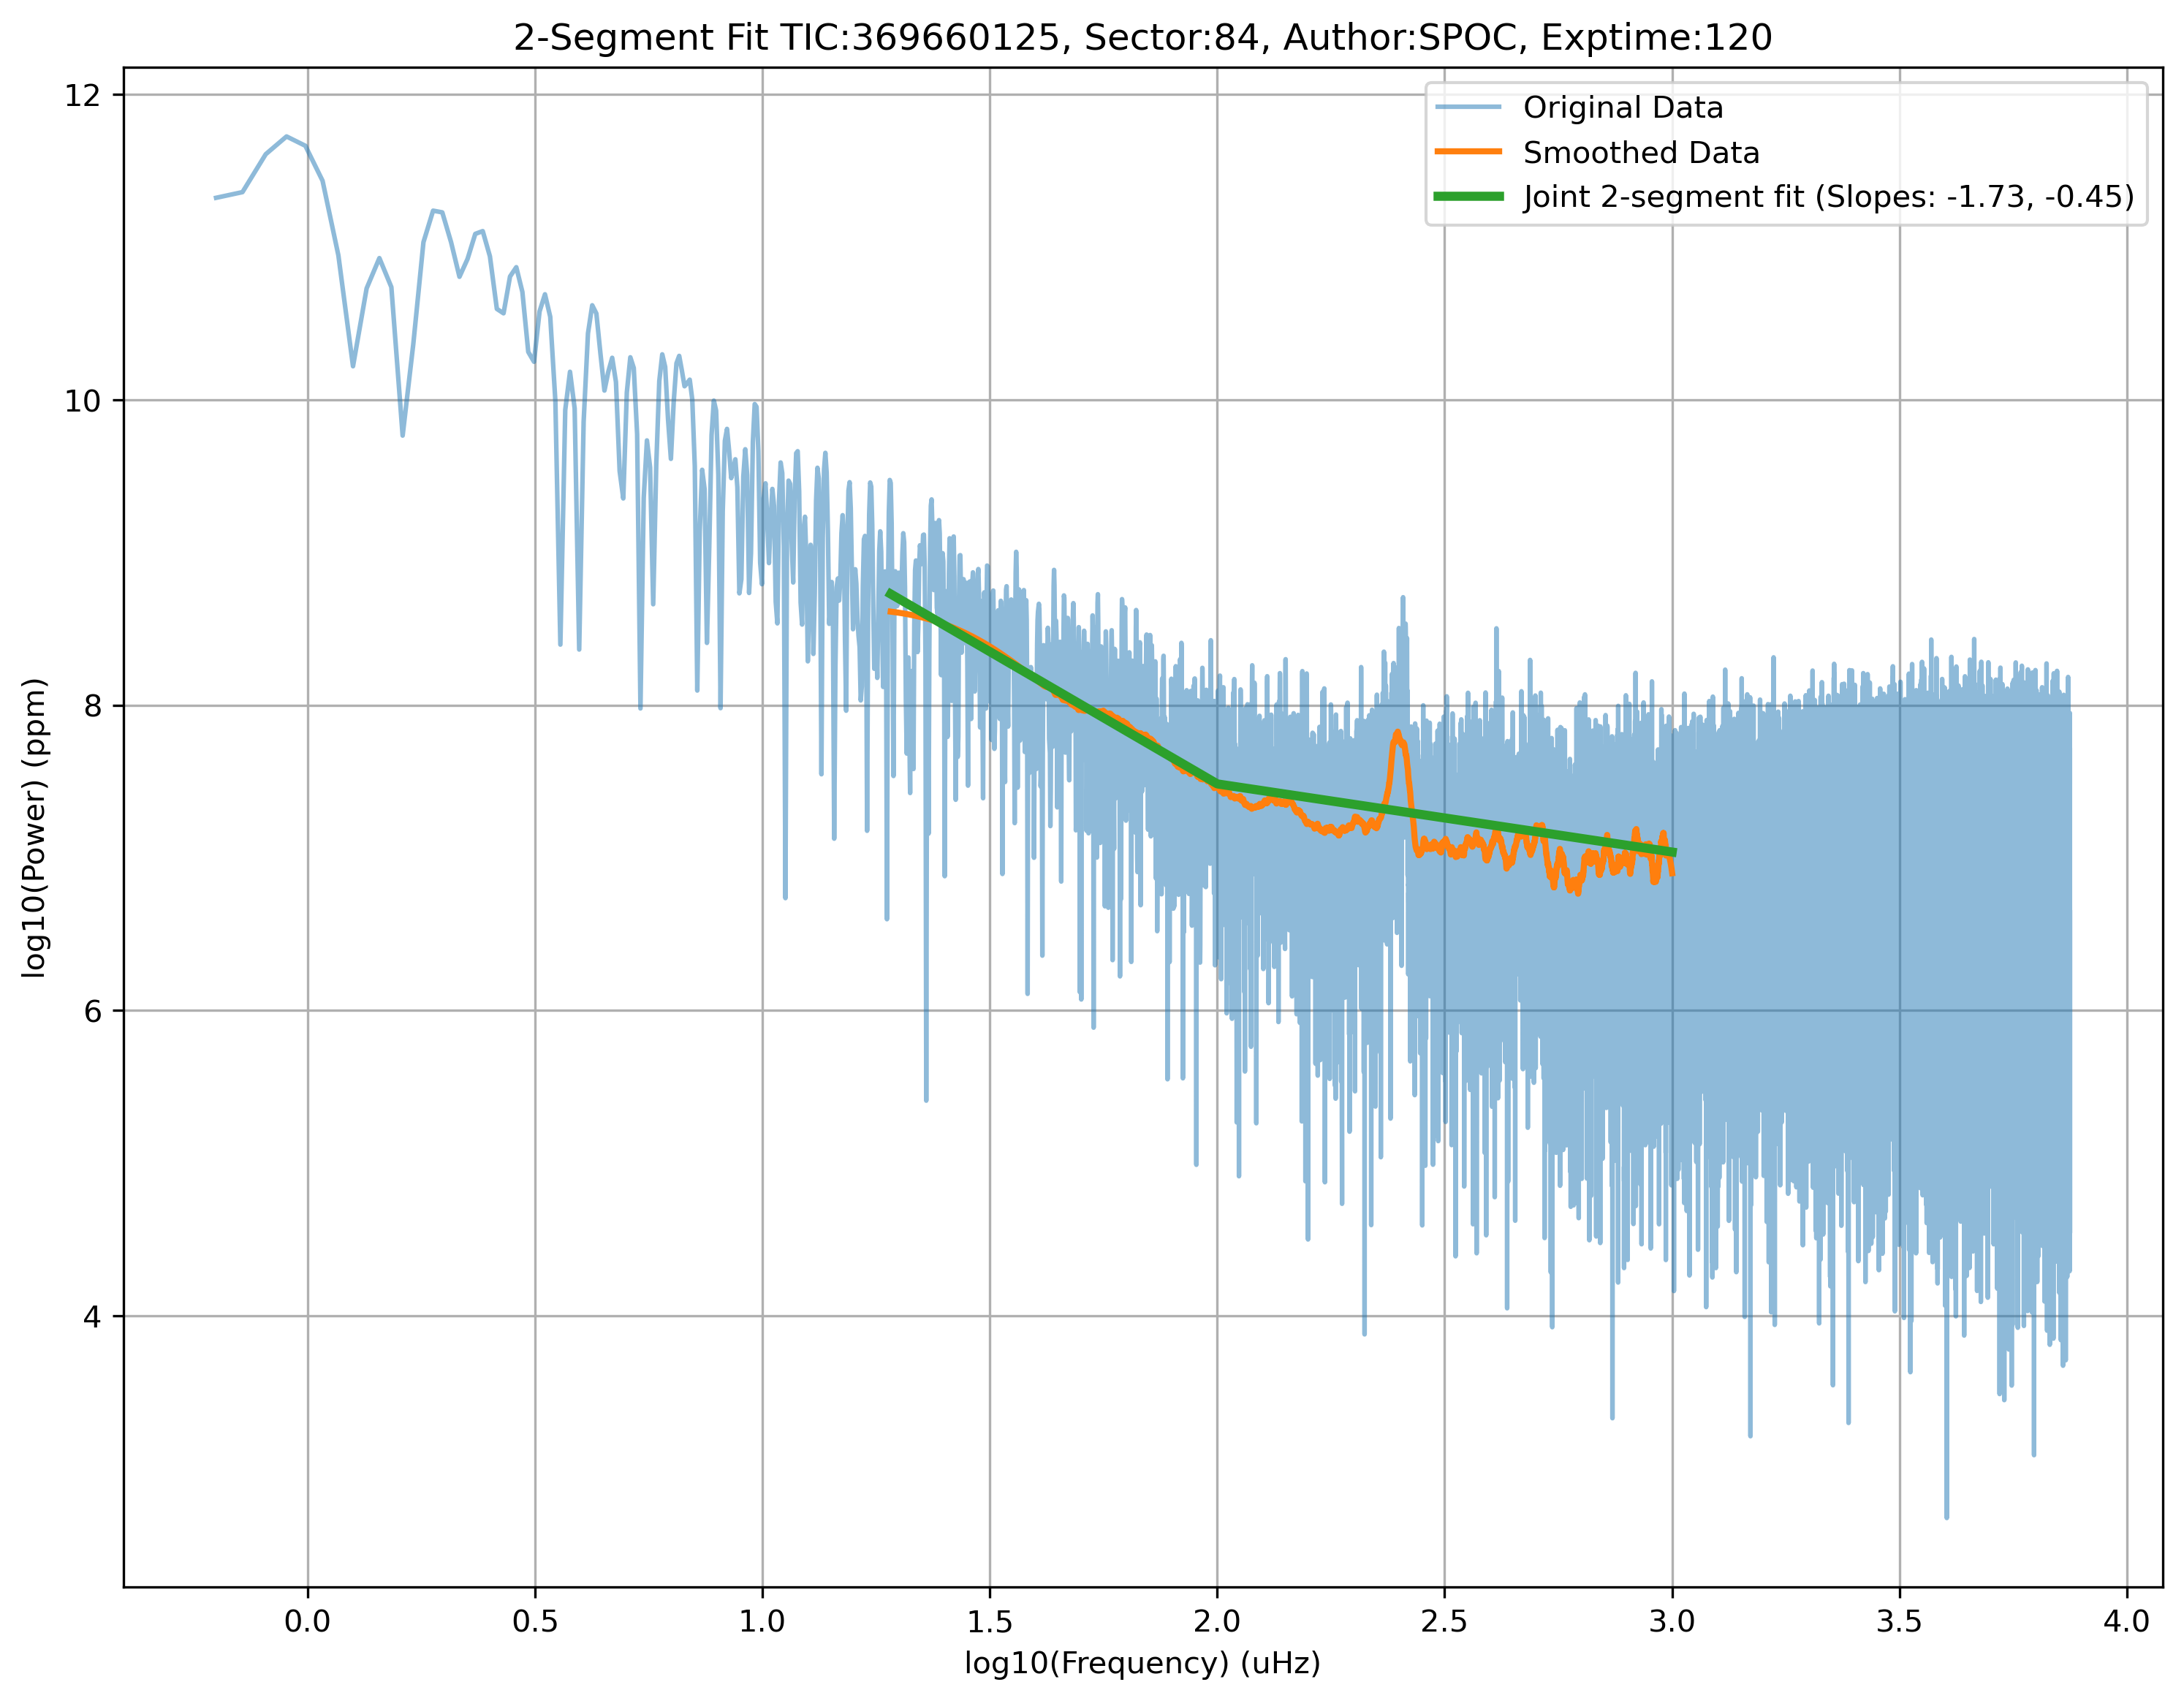 2-Segment Fit TIC:369660125, Sector:84, Author:SPOC, Exptime:120
Original Data
Smoothed Data
Joint 2-segment fit (Slopes: -1.73, -0.45)
log10(Power) (ppm)
12
10
8
6
4
0.0 0.5 1.0 1.5 2.0 2.5 3.0 3.5 4.0
log10(Frequency) (uHz)